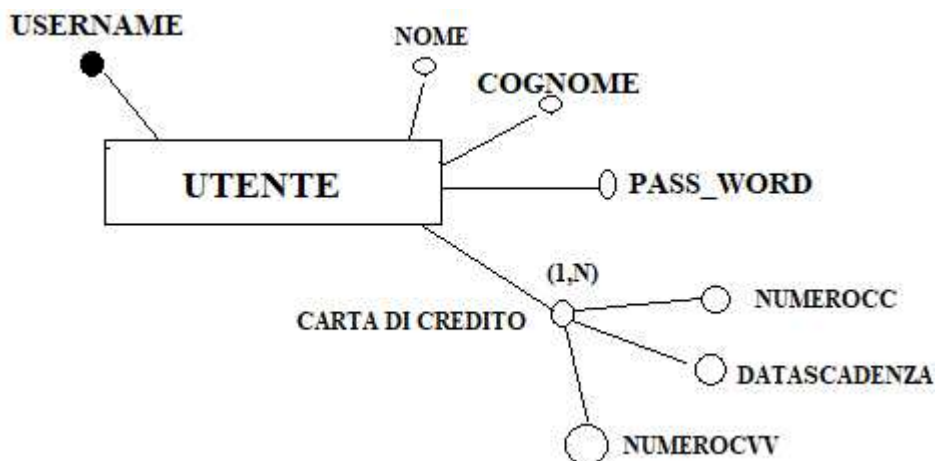 USERNAME
NOME
COGNOME
UTENTE
PASS_WORD
(1,N)
NUMEROCC
CARTA DI CREDITO
DATASCADENZA
NUMEROCVV